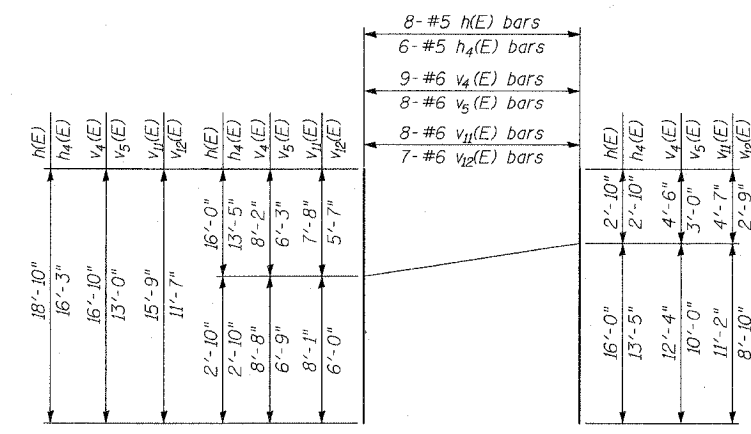 8- #5 h(E) bars
6- #5 h4(E) bars
9- #6 v4(E) bars
8- #6 v5(E) bars
8- #6 v11(E) bars
7- #6 v12(E) bars
h(E)
h4(E)
v4(E)
v5(E)
v11(E)
v12(E)
h(E)
h4(E)
v4(E)
v5(E)
v11(E)
v12(E)
18'-10"
16'-3"
16'-10"
13'-0"
15'-9"
11'-7"
16'-0"
13'-5"
8'-2"
6'-3"
7'-8"
5'-7"
2'-10"
2'-10"
8'-8"
6'-9"
8'-1"
6'-0"
h(E)
h4(E)
v4(E)
v5(E)
v11(E)
v12(E)
2'-10"
2'-10"
4'-6"
3'-0"
4'-7"
2'-9"
16'-0"
13'-5"
12'-4"
10'-0"
11'-2"
8'-10"